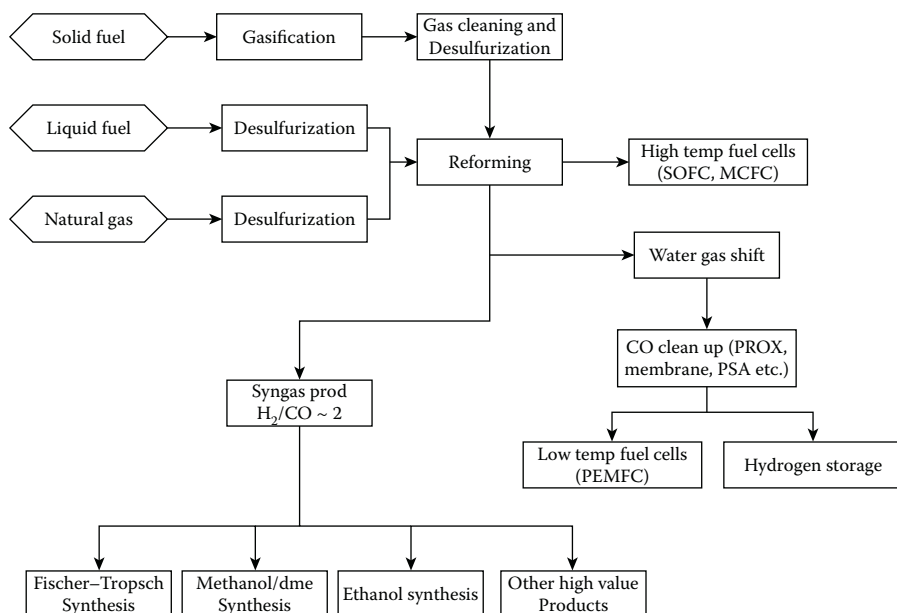 Solid fuel
Gasification
Gas cleaning and
Desulfurization
Liquid fuel
Desulfurization
Reforming
High temp fuel cells
(SOFC, MCFC)
Natural gas
Desulfurization
Water gas shift
CO clean up (PROX,
membrane, PSA etc.)
Syngas prod
H₂/CO ~ 2
Low temp fuel cells
(PEMFC)
Hydrogen storage
Fischer–Tropsch
Synthesis
Methanol/dme
Synthesis
Ethanol synthesis
Other high value
Products